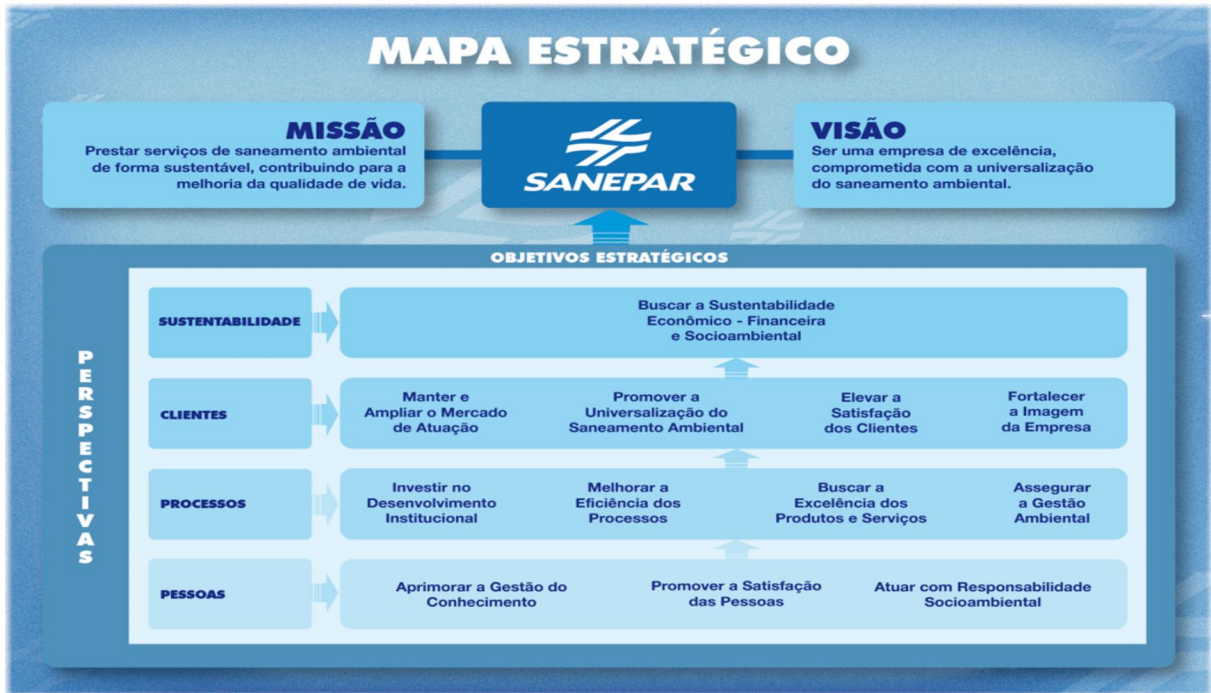 MAPA ESTRATÉGICO
MISSÃO
Prestar serviços de saneamento ambiental
de forma sustentável, contribuindo para a
melhoria da qualidade de vida.
SANEPAR
VISÃO
Ser uma empresa de excelência,
comprometida com a universalização
do saneamento ambiental.
OBJETIVOS ESTRATÉGICOS
PERSPECTIVAS
SUSTENTABILIDADE
Buscar a Sustentabilidade
Econômico - Financeira
e Socioambiental
CLIENTES
Manter e
Ampliar o Mercado
de Atuação
Promover a
Universalização do
Saneamento Ambiental
Elevar a
Satisfação
dos Clientes
Fortalecer
a Imagem
da Empresa
PROCESSOS
Investir no
Desenvolvimento
Institucional
Melhorar a
Eficiência dos
Processos
Buscar a
Excelência dos
Produtos e Serviços
Assegurar
a Gestão
Ambiental
PESSOAS
Aprimorar a Gestão do
Conhecimento
Promover a Satisfação
das Pessoas
Atuar com Responsabilidade
Socioambiental